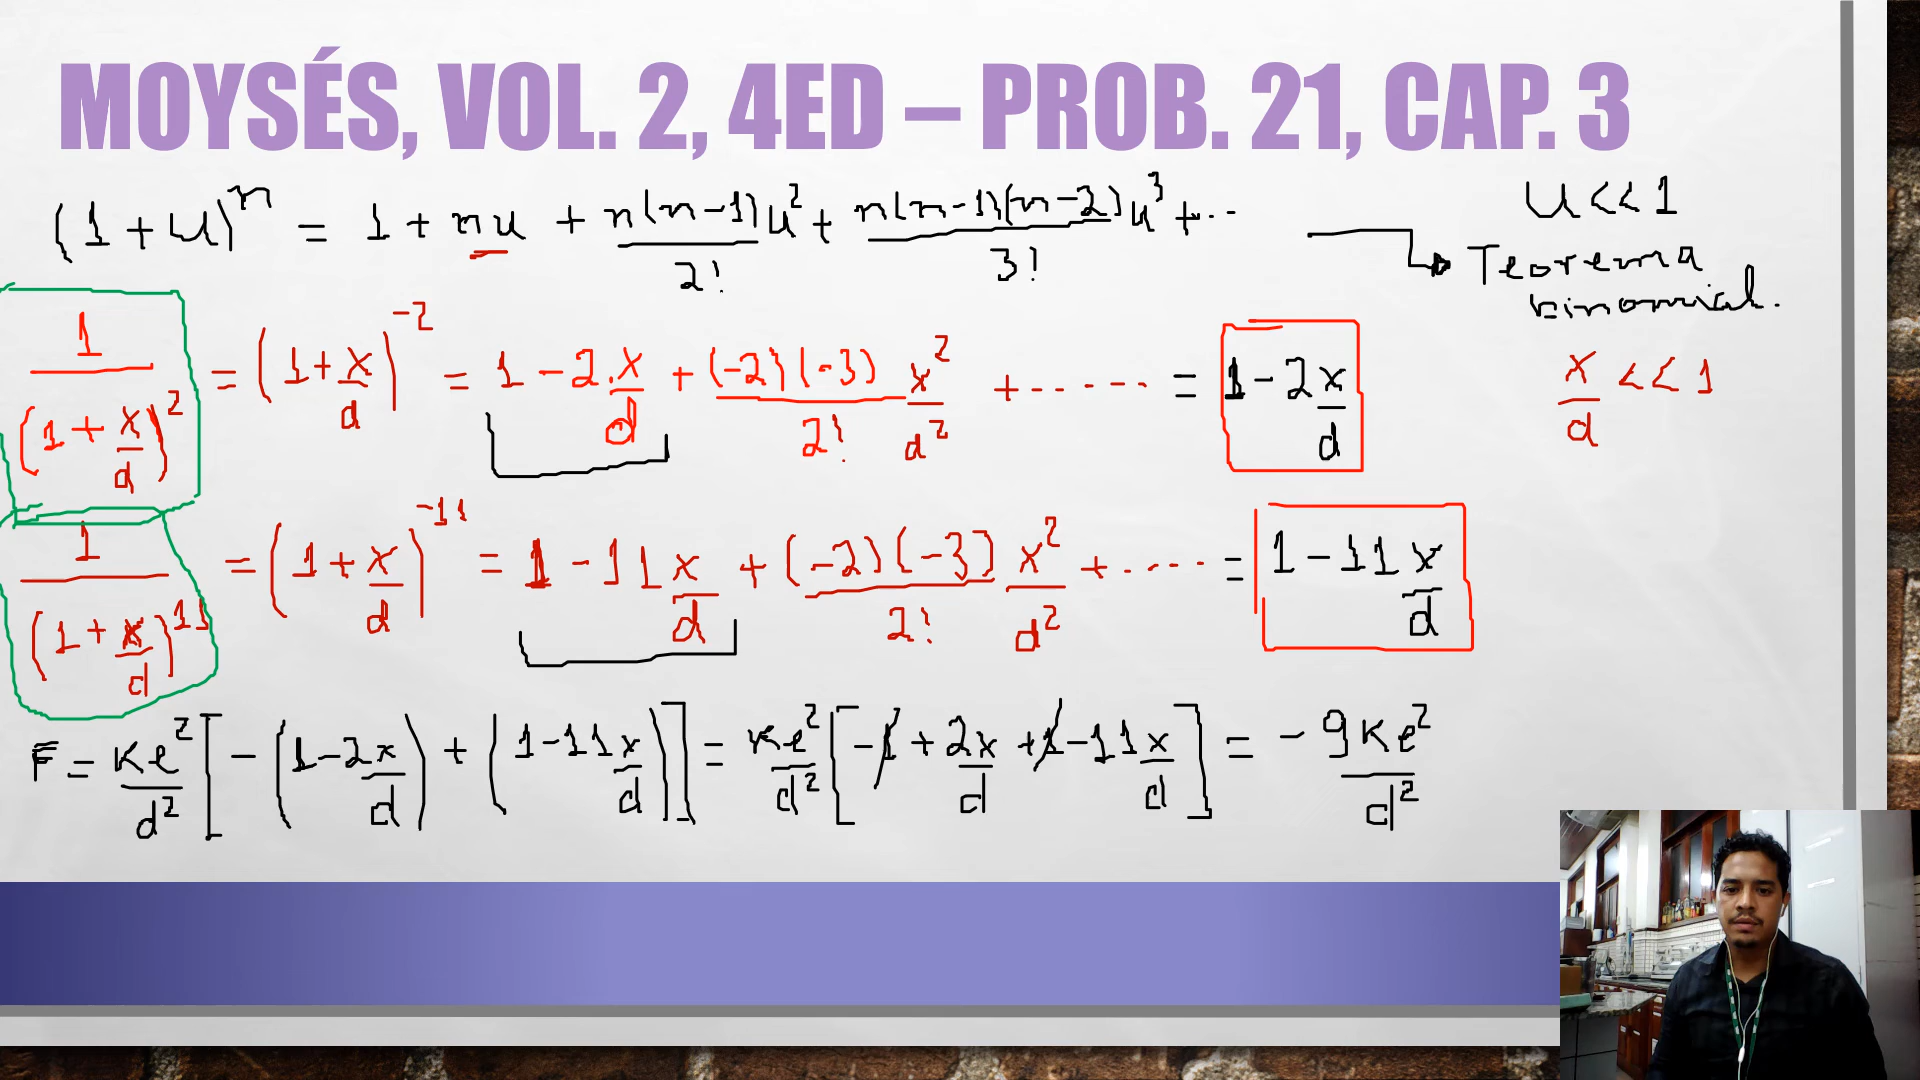 MOYSÉS, VOL. 2, 4ED – PROB. 21, CAP. 3
(1+u)^n = 1 + nu + n(n-1)/2! u² + n(n-1)(n-2)/3! u³ + ··· u << 1
Teorema
binomial.
1/(1+x/d)² = (1+x/d)^-2 = 1 - 2·x/d + (-2)(-3)/2! x²/d² + ······ = 1 - 2x/d x/d << 1
1/(1+x/d)^11 = (1+x/d)^-11 = 1 - 11x/d + (-2)(-3)/2! x²/d² + ····· = 1 - 11x/d
F = Ke²/d² [ -(1-2x/d) + (1-11x/d) ] = Ke²/d² [ -1 + 2x/d + 1 - 11x/d ] = -9Ke²/d²